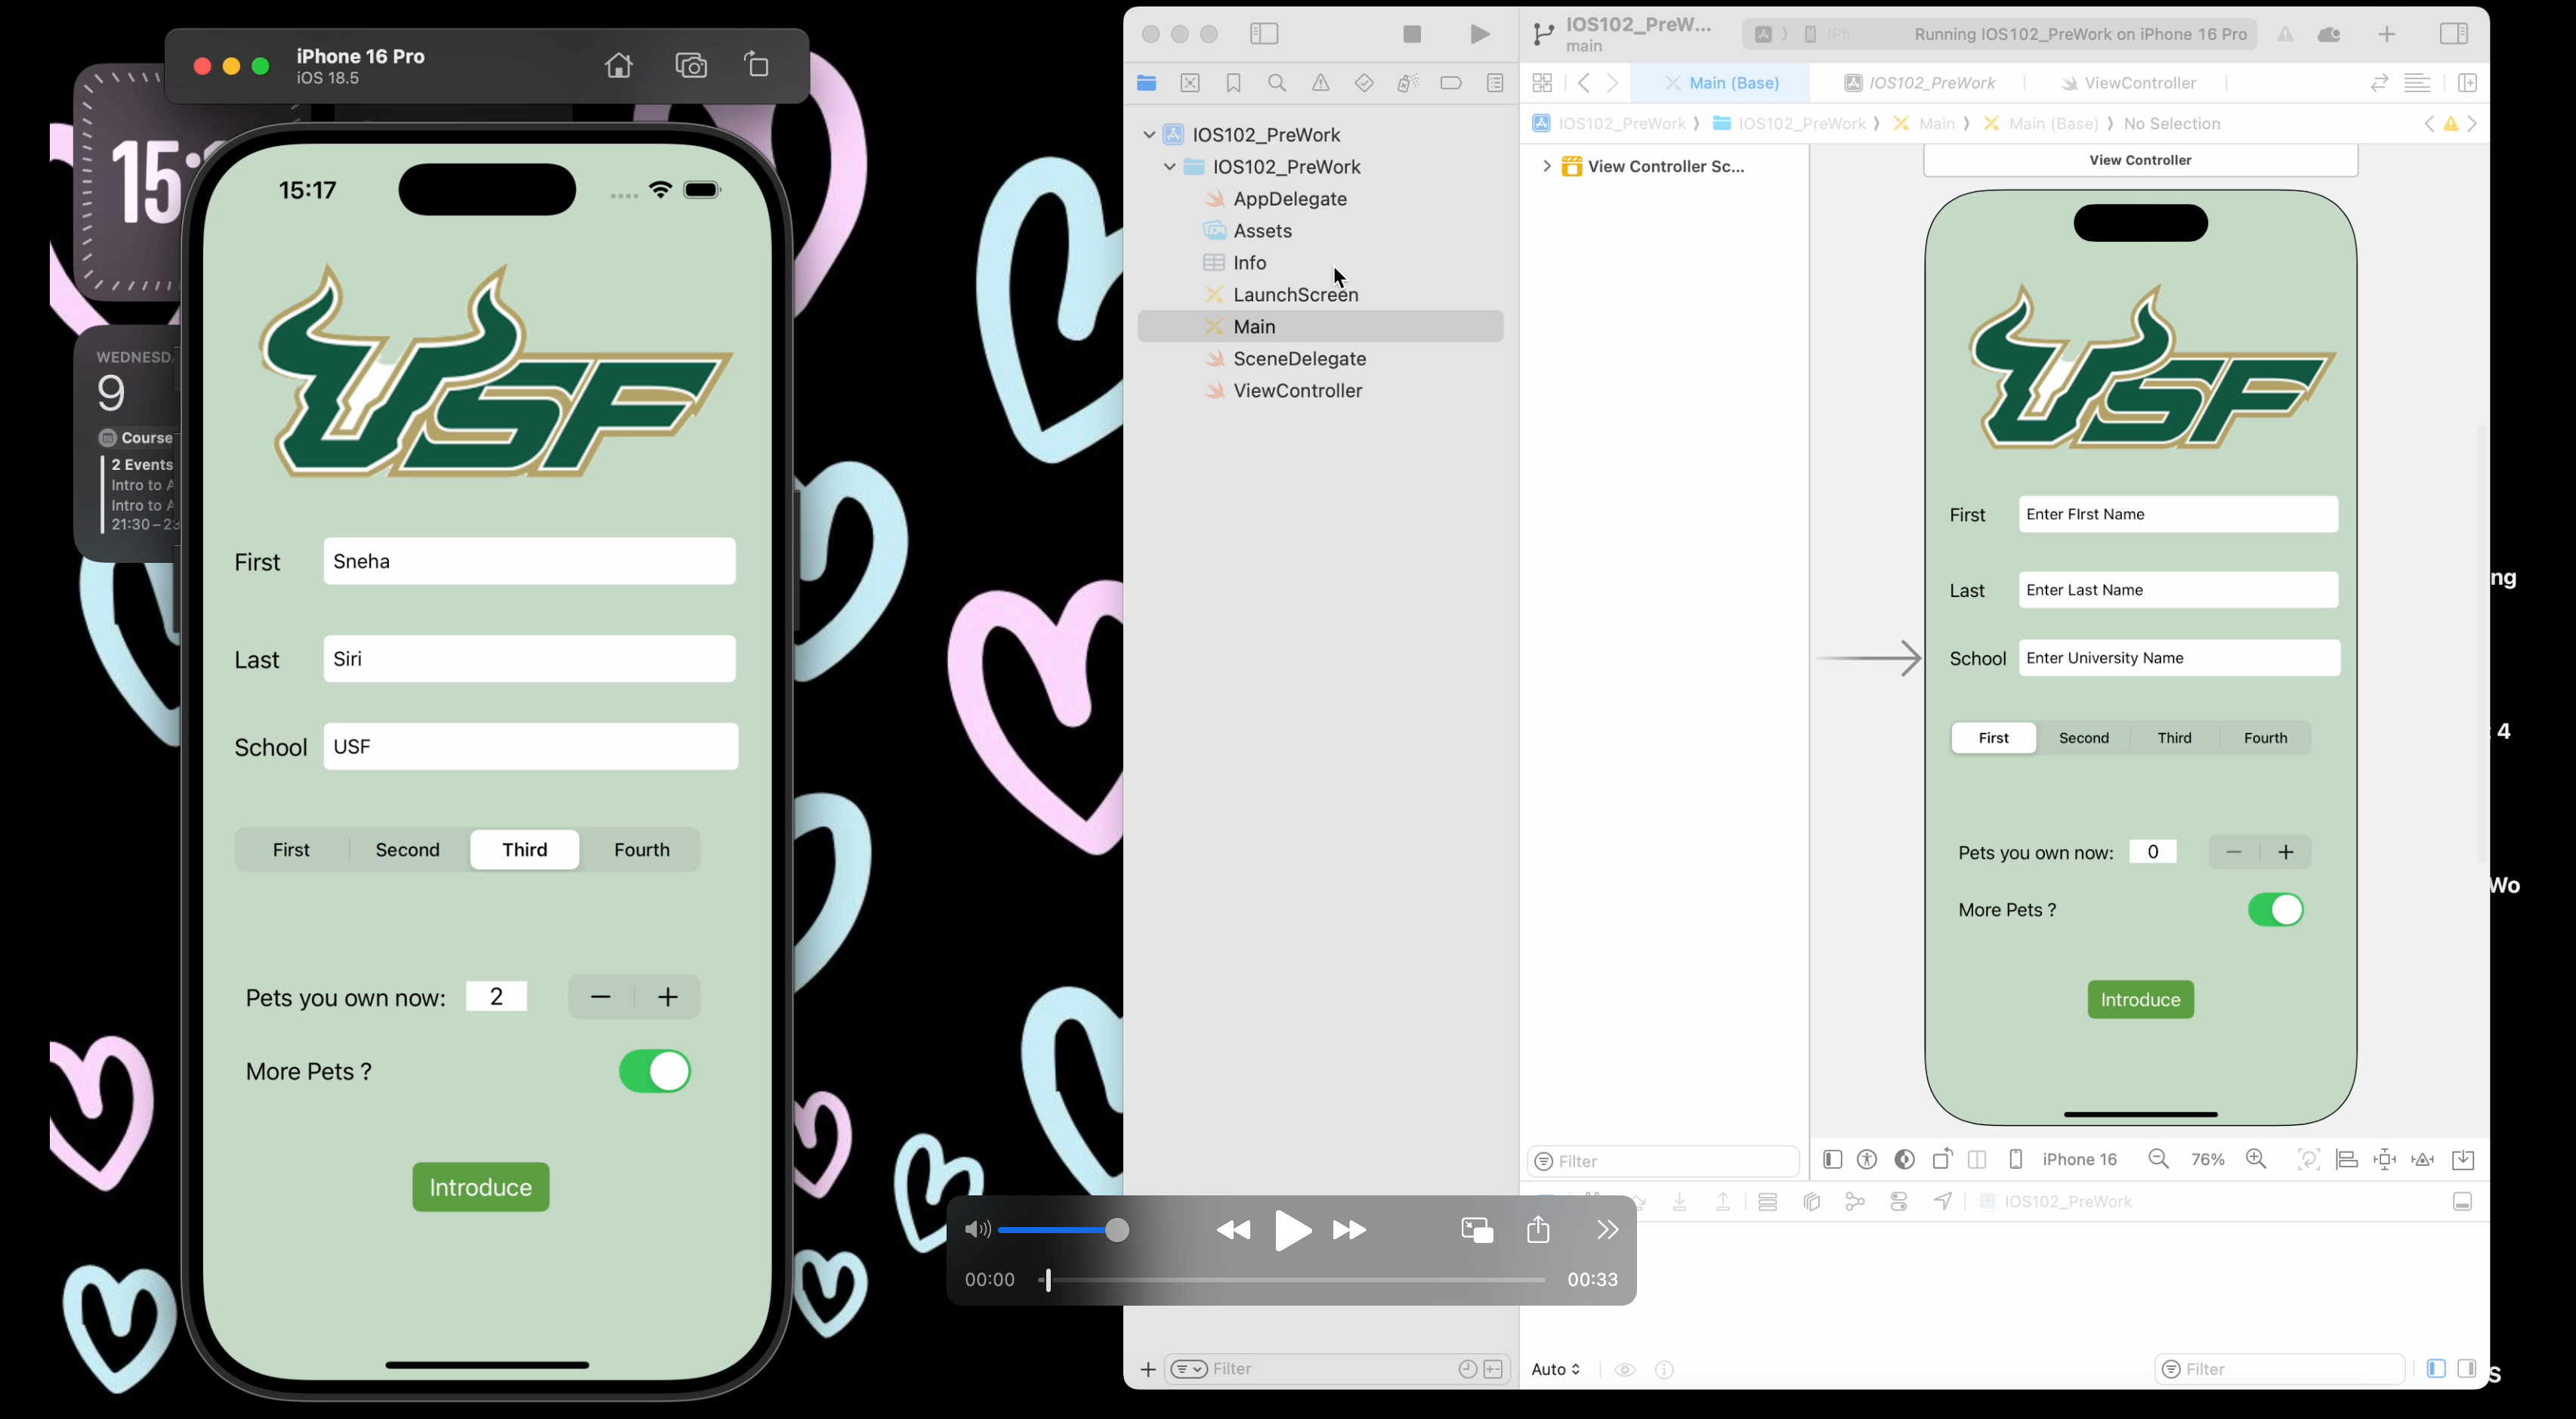 iPhone 16 Pro
iOS 18.5
WEDNESD
9
Course
2 Events
Intro to A
Intro to A
21:30 – 23
15:17
USF
First
Sneha
Last
Siri
School
USF
First
Second
Third
Fourth
Pets you own now:
2
− +
More Pets ?
Introduce
IOS102_PreW...
main
Running IOS102_PreWork on iPhone 16 Pro
Main (Base)
IOS102_PreWork
ViewController
IOS102_PreWork
IOS102_PreWork
Main
Main (Base)
No Selection
IOS102_PreWork
IOS102_PreWork
AppDelegate
Assets
Info
LaunchScreen
Main
SceneDelegate
ViewController
Filter
View Controller Sc...
Filter
View Controller
USF
First
Enter FIrst Name
Last
Enter Last Name
School
Enter University Name
First
Second
Third
Fourth
Pets you own now:
0
− +
More Pets ?
Introduce
iPhone 16
76%
IOS102_PreWork
00:00
00:33
Auto
Filter
ng
4
Wo
s